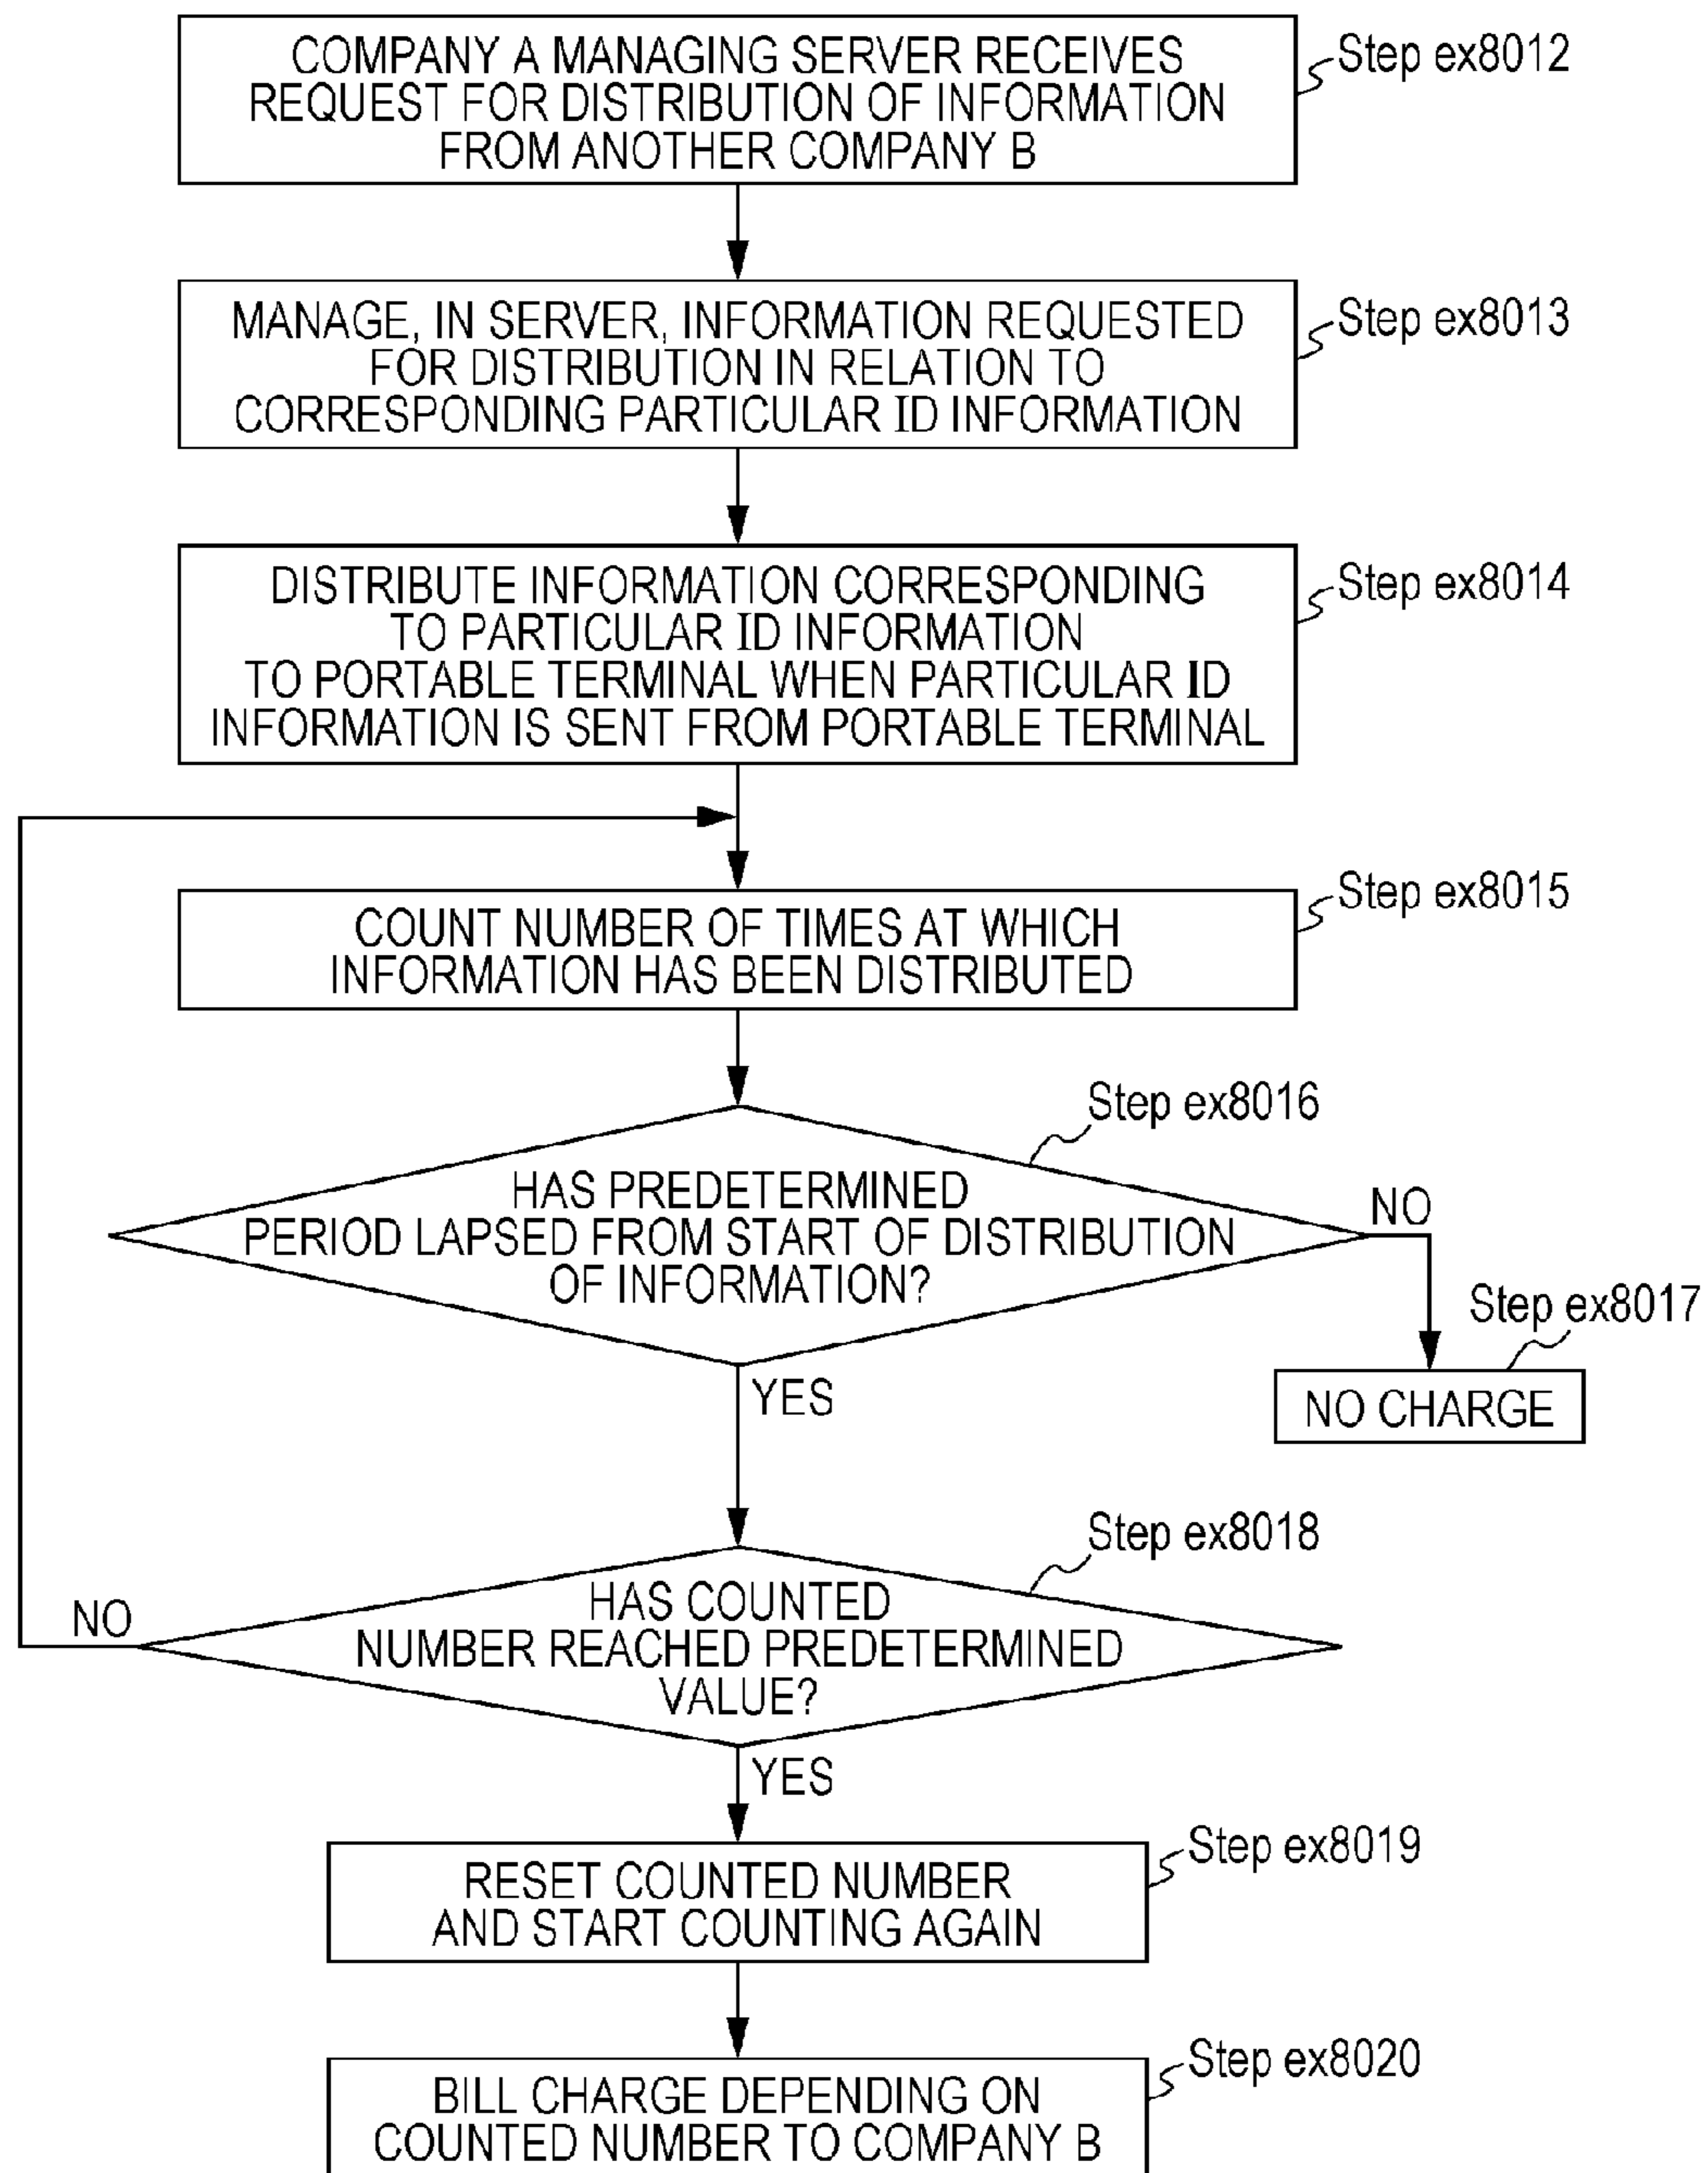 COMPANY A MANAGING SERVER RECEIVES
REQUEST FOR DISTRIBUTION OF INFORMATION
FROM ANOTHER COMPANY B
Step ex8012
MANAGE, IN SERVER, INFORMATION REQUESTED
FOR DISTRIBUTION IN RELATION TO
CORRESPONDING PARTICULAR ID INFORMATION
Step ex8013
DISTRIBUTE INFORMATION CORRESPONDING
TO PARTICULAR ID INFORMATION
TO PORTABLE TERMINAL WHEN PARTICULAR ID
INFORMATION IS SENT FROM PORTABLE TERMINAL
Step ex8014
COUNT NUMBER OF TIMES AT WHICH
INFORMATION HAS BEEN DISTRIBUTED
Step ex8015
Step ex8016
HAS PREDETERMINED
PERIOD LAPSED FROM START OF DISTRIBUTION
OF INFORMATION?
NO
Step ex8017
NO CHARGE
YES
Step ex8018
HAS COUNTED
NUMBER REACHED PREDETERMINED
VALUE?
NO
YES
RESET COUNTED NUMBER
AND START COUNTING AGAIN
Step ex8019
BILL CHARGE DEPENDING ON
COUNTED NUMBER TO COMPANY B
Step ex8020